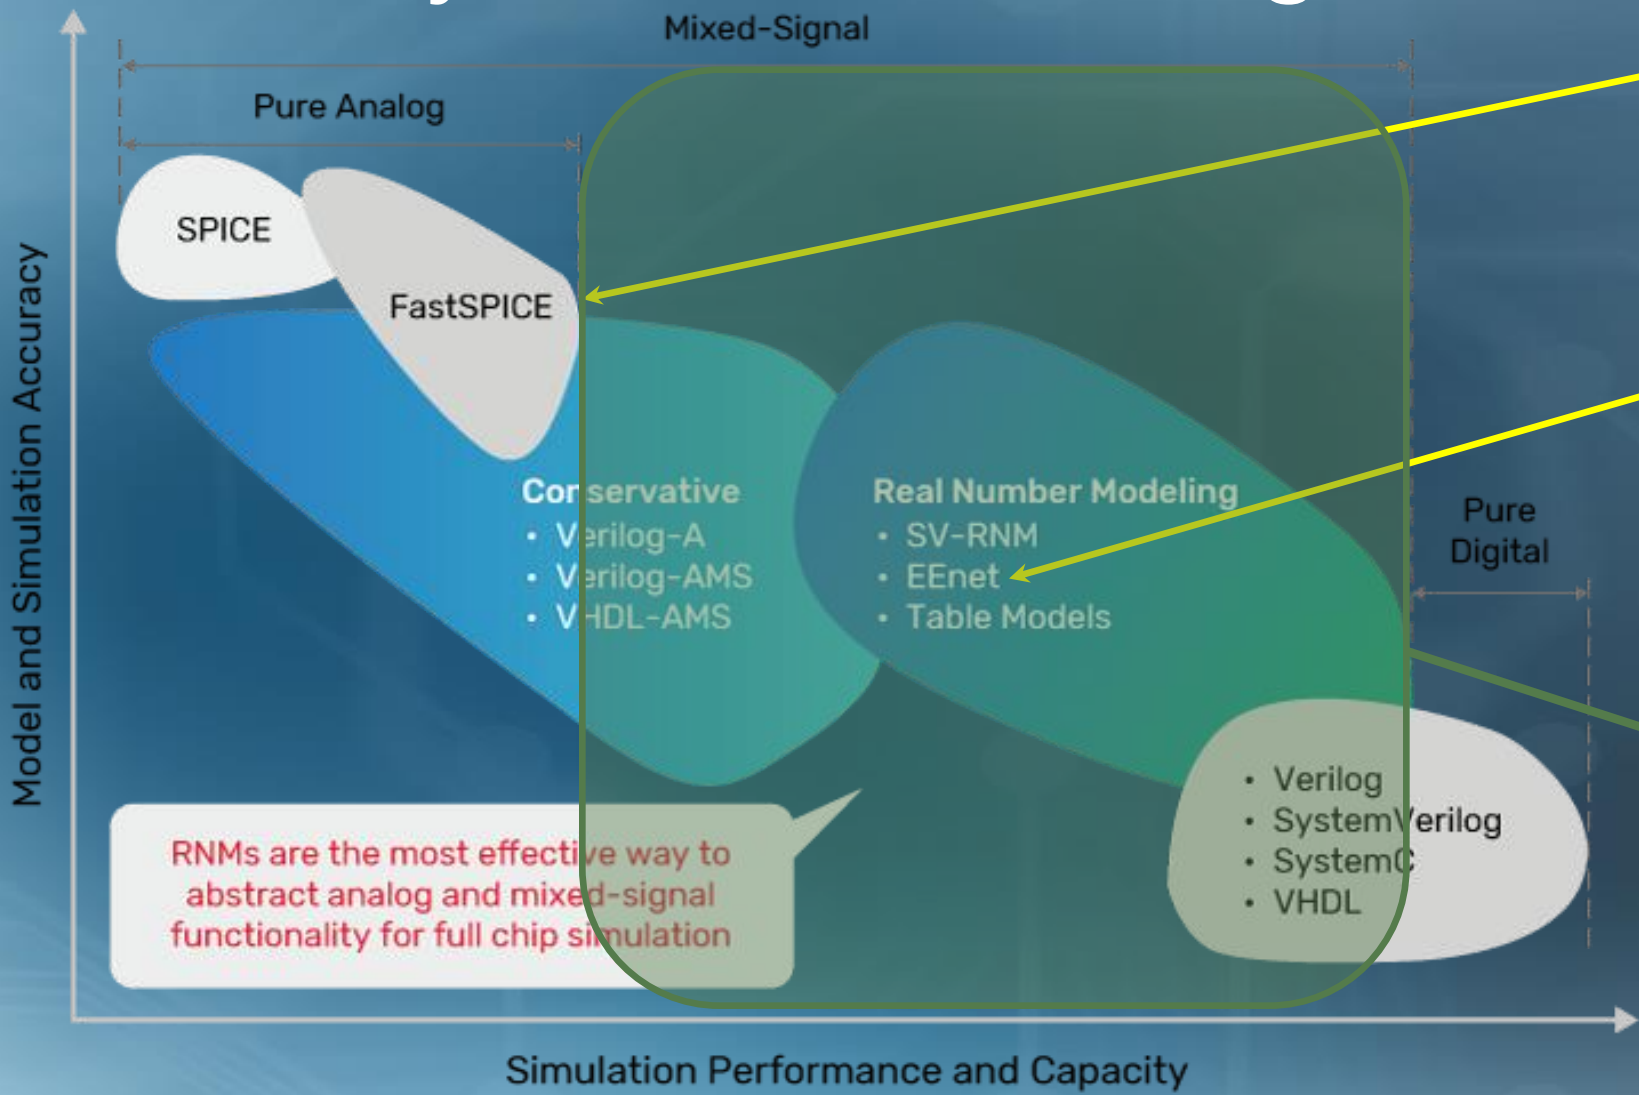 Mixed-Signal
Pure Analog
SPICE
FastSPICE
Model and Simulation Accuracy
Conservative
• Verilog-A
• Verilog-AMS
• VHDL-AMS
Real Number Modeling
• SV-RNM
• EEnet
• Table Models
Pure
Digital
• Verilog
• SystemVerilog
• SystemC
• VHDL
RNMs are the most effective way to
abstract analog and mixed-signal
functionality for full chip simulation
Simulation Performance and Capacity